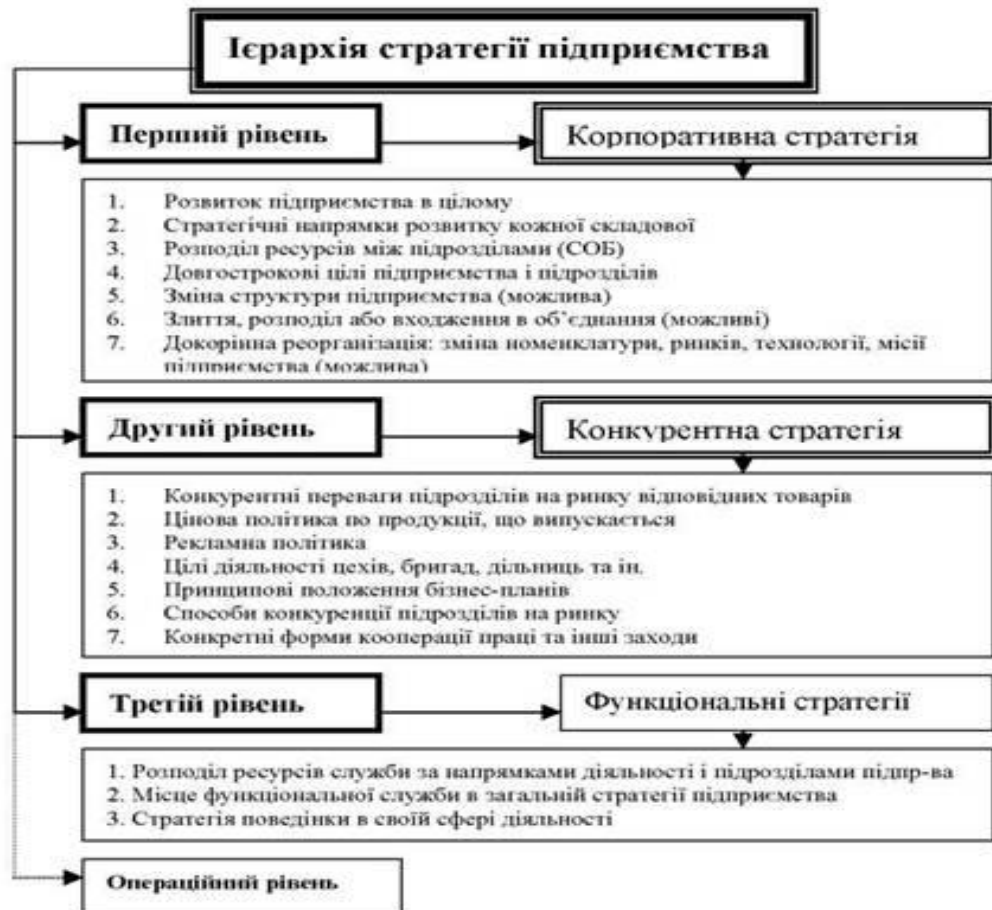 Ієрархія стратегії підприємства
Перший рівень
Корпоративна стратегія
1. Розвиток підприємства в цілому
2. Стратегічні напрямки розвитку кожної складової
3. Розподіл ресурсів між підрозділами (СОБ)
4. Довгострокові цілі підприємства і підрозділів
5. Зміна структури підприємства (можлива)
6. Злиття, розподіл або входження в об’єднання (можливі)
7. Докорінна реорганізація: зміна номенклатури, ринків, технології, місії
підприємства (можлива)
Другий рівень
Конкурентна стратегія
1. Конкурентні переваги підрозділів на ринку відповідних товарів
2. Цінова політика по продукції, що випускається
3. Рекламна політика
4. Цілі діяльності цехів, бригад, дільниць та ін.
5. Принципові положення бізнес-планів
6. Способи конкуренції підрозділів на ринку
7. Конкретні форми кооперації праці та інші заходи
Третій рівень
Функціональні стратегії
1. Розподіл ресурсів служби за напрямками діяльності і підрозділами підпр-ва
2. Місце функціональної служби в загальній стратегії підприємства
3. Стратегія поведінки в своїй сфері діяльності
Операційний рівень